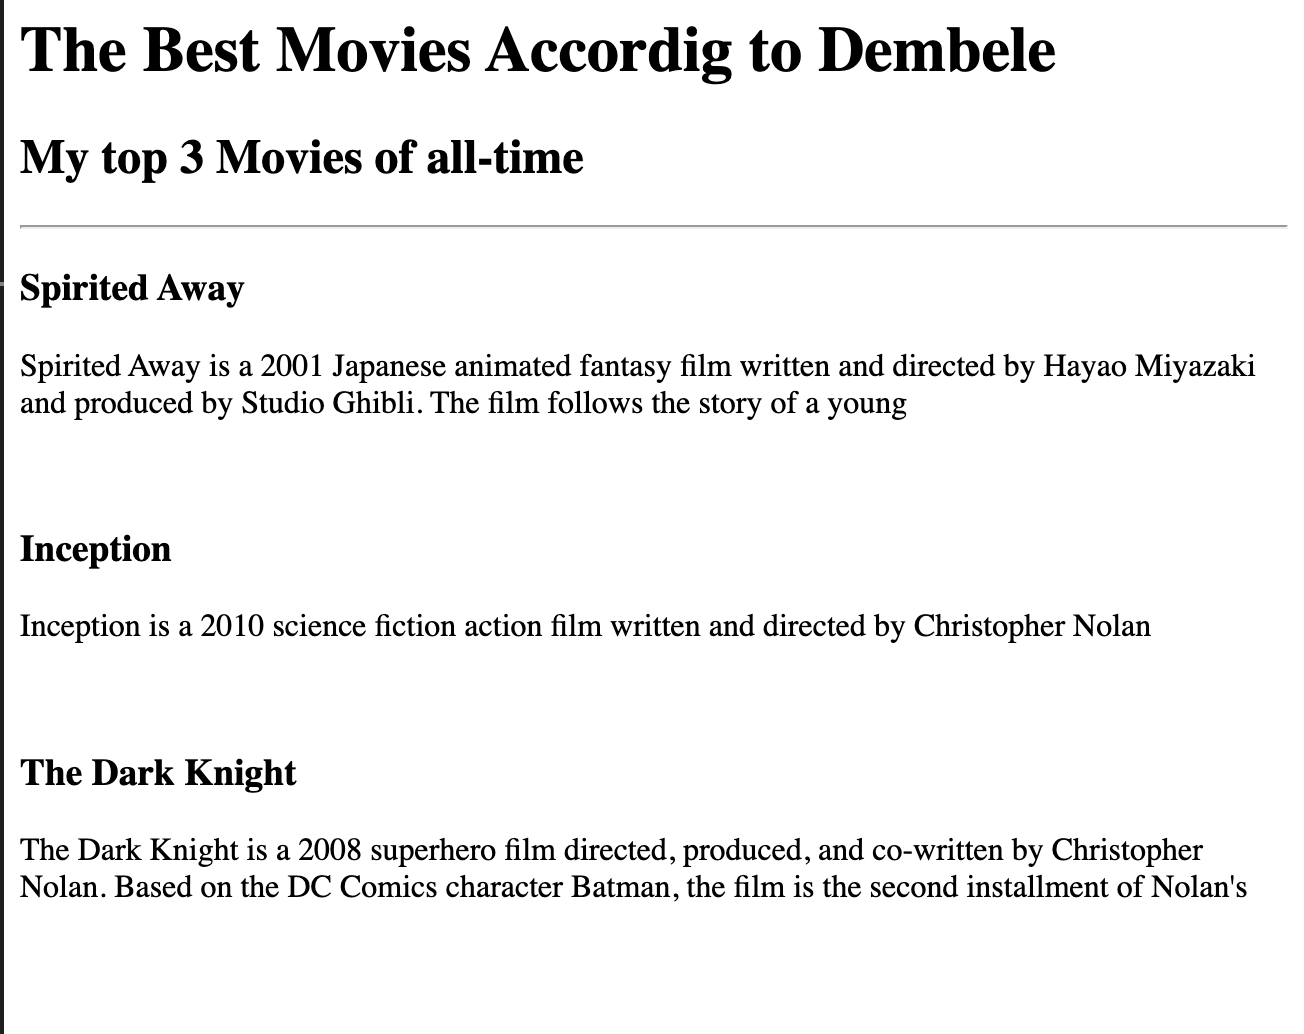 The Best Movies Accordig to Dembele
My top 3 Movies of all-time
Spirited Away
Spirited Away is a 2001 Japanese animated fantasy film written and directed by Hayao Miyazaki
and produced by Studio Ghibli. The film follows the story of a young
Inception
Inception is a 2010 science fiction action film written and directed by Christopher Nolan
The Dark Knight
The Dark Knight is a 2008 superhero film directed, produced, and co-written by Christopher
Nolan. Based on the DC Comics character Batman, the film is the second installment of Nolan's